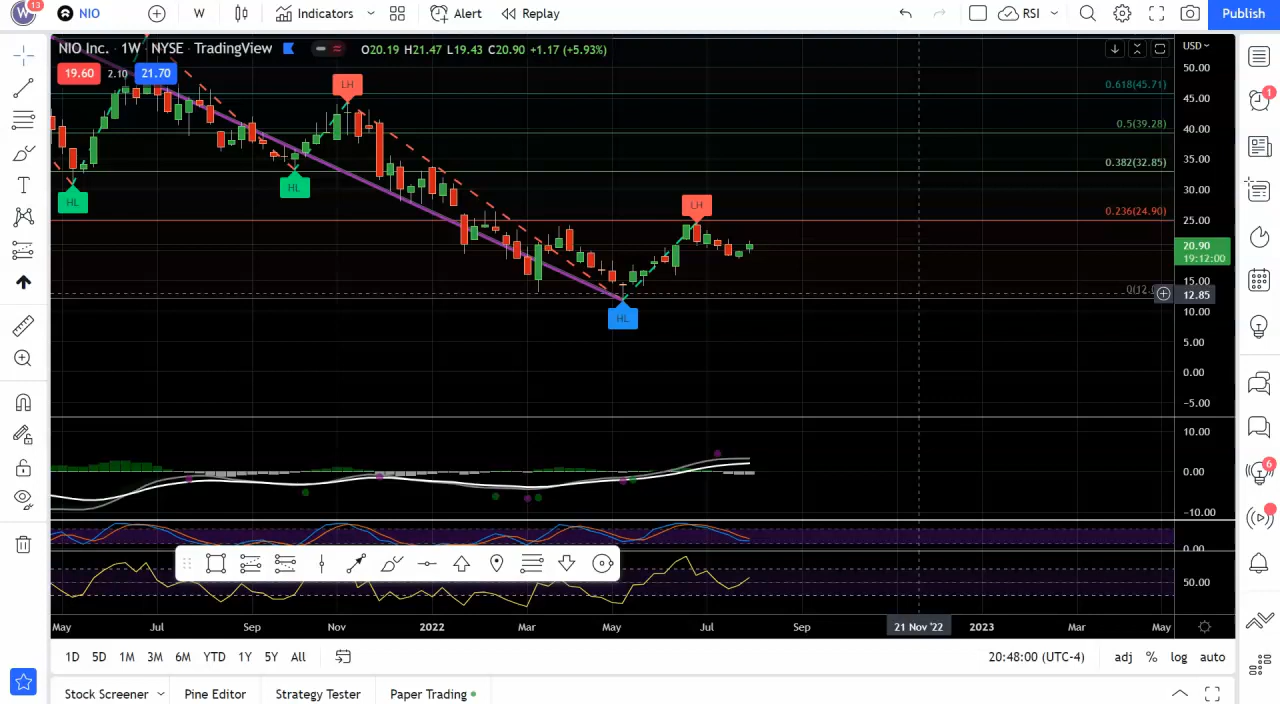 13
W NIO W Indicators Alert Replay RSI Publish
NIO Inc. · 1W · NYSE · TradingView O20.19 H21.47 L19.43 C20.90 +1.17 (+5.93%)
USD
19.60 2.10 21.70
50.00
LH
0.618(45.71)
45.00
0.5(39.28)
40.00
35.00
0.382(32.85)
30.00
HL
HL
LH
0.236(24.90)
25.00
20.90
19:12:00
15.00
12.85
10.00
HL
5.00
0.00
−5.00
10.00
0.00
−10.00
0.00
50.00
May Jul Sep Nov 2022 Mar May Jul Sep 21 Nov '22 2023 Mar May
1D 5D 1M 3M 6M YTD 1Y 5Y All 20:48:00 (UTC-4) adj % log auto
Stock Screener Pine Editor Strategy Tester Paper Trading
1
6